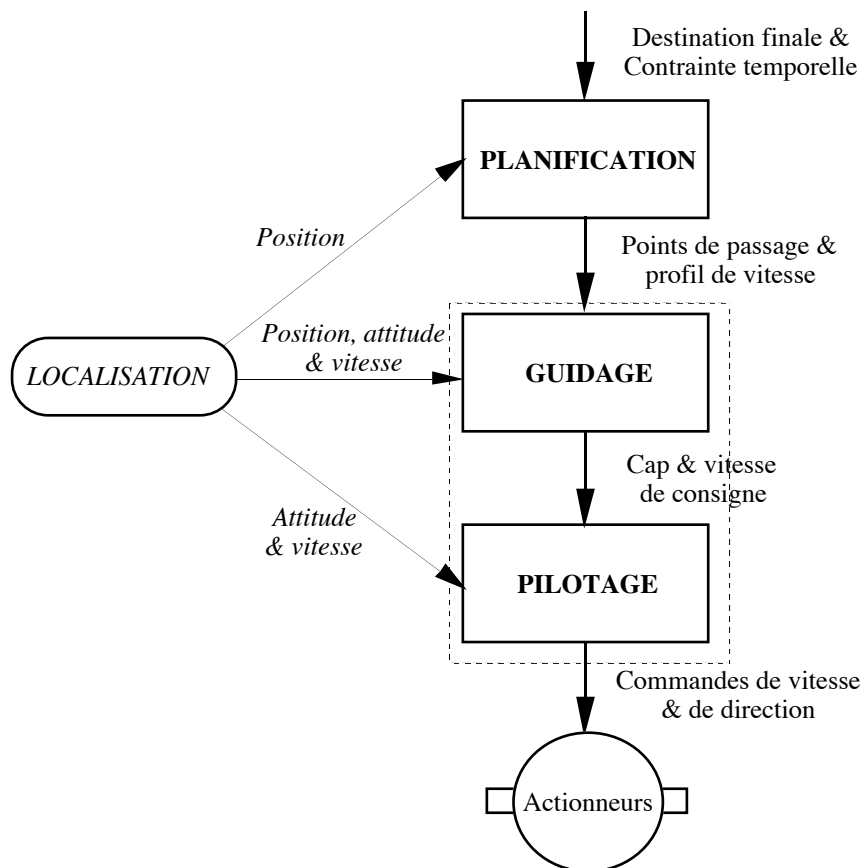 Destination finale &
Contrainte temporelle
PLANIFICATION
Position
Points de passage &
profil de vitesse
Position, attitude
& vitesse
LOCALISATION
GUIDAGE
Cap & vitesse
de consigne
Attitude
& vitesse
PILOTAGE
Commandes de vitesse
& de direction
Actionneurs